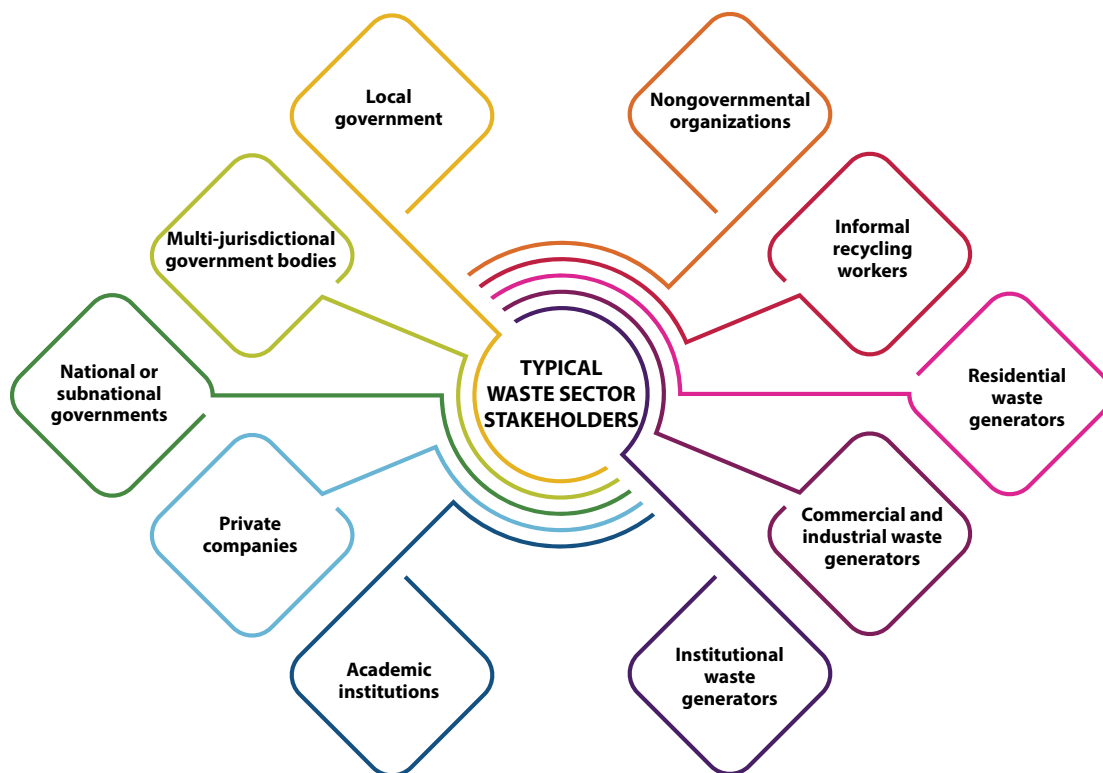 Local
government
Nongovernmental
organizations
Multi-jurisdictional
government bodies
Informal
recycling
workers
National or
subnational
governments
TYPICAL
WASTE SECTOR
STAKEHOLDERS
Residential
waste
generators
Private
companies
Commercial and
industrial waste
generators
Academic
institutions
Institutional
waste
generators